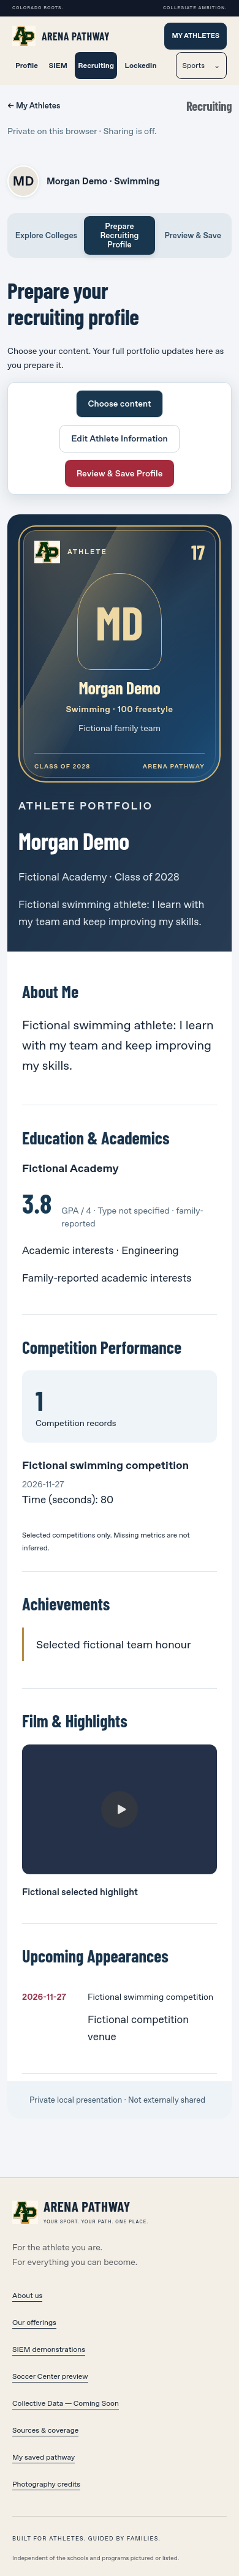 COLORADO ROOTS.
COLLEGIATE AMBITION.
AP
ARENA PATHWAY
MY ATHLETES
Profile
SIEM
Recruiting
LockedIn
Sports
← My Athletes
Recruiting
Private on this browser · Sharing is off.
MD
Morgan Demo · Swimming
Explore Colleges
Prepare
Recruiting
Profile
Preview & Save
Prepare your
recruiting profile
Choose your content. Your full portfolio updates here as
you prepare it.
Choose content
Edit Athlete Information
Review & Save Profile
AP
ATHLETE
17
MD
Morgan Demo
Swimming · 100 freestyle
Fictional family team
CLASS OF 2028
ARENA PATHWAY
ATHLETE PORTFOLIO
Morgan Demo
Fictional Academy · Class of 2028
Fictional swimming athlete: I learn with
my team and keep improving my skills.
About Me
Fictional swimming athlete: I learn
with my team and keep improving
my skills.
Education & Academics
Fictional Academy
3.8
GPA / 4 · Type not specified · family-
reported
Academic interests · Engineering
Family-reported academic interests
Competition Performance
1
Competition records
Fictional swimming competition
2026-11-27
Time (seconds): 80
Selected competitions only. Missing metrics are not
inferred.
Achievements
Selected fictional team honour
Film & Highlights
Fictional selected highlight
Upcoming Appearances
2026-11-27
Fictional swimming competition
Fictional competition
venue
Private local presentation · Not externally shared
AP
ARENA PATHWAY
YOUR SPORT. YOUR PATH. ONE PLACE.
For the athlete you are.
For everything you can become.
About us
Our offerings
SIEM demonstrations
Soccer Center preview
Collective Data — Coming Soon
Sources & coverage
My saved pathway
Photography credits
BUILT FOR ATHLETES. GUIDED BY FAMILIES.
Independent of the schools and programs pictured or listed.